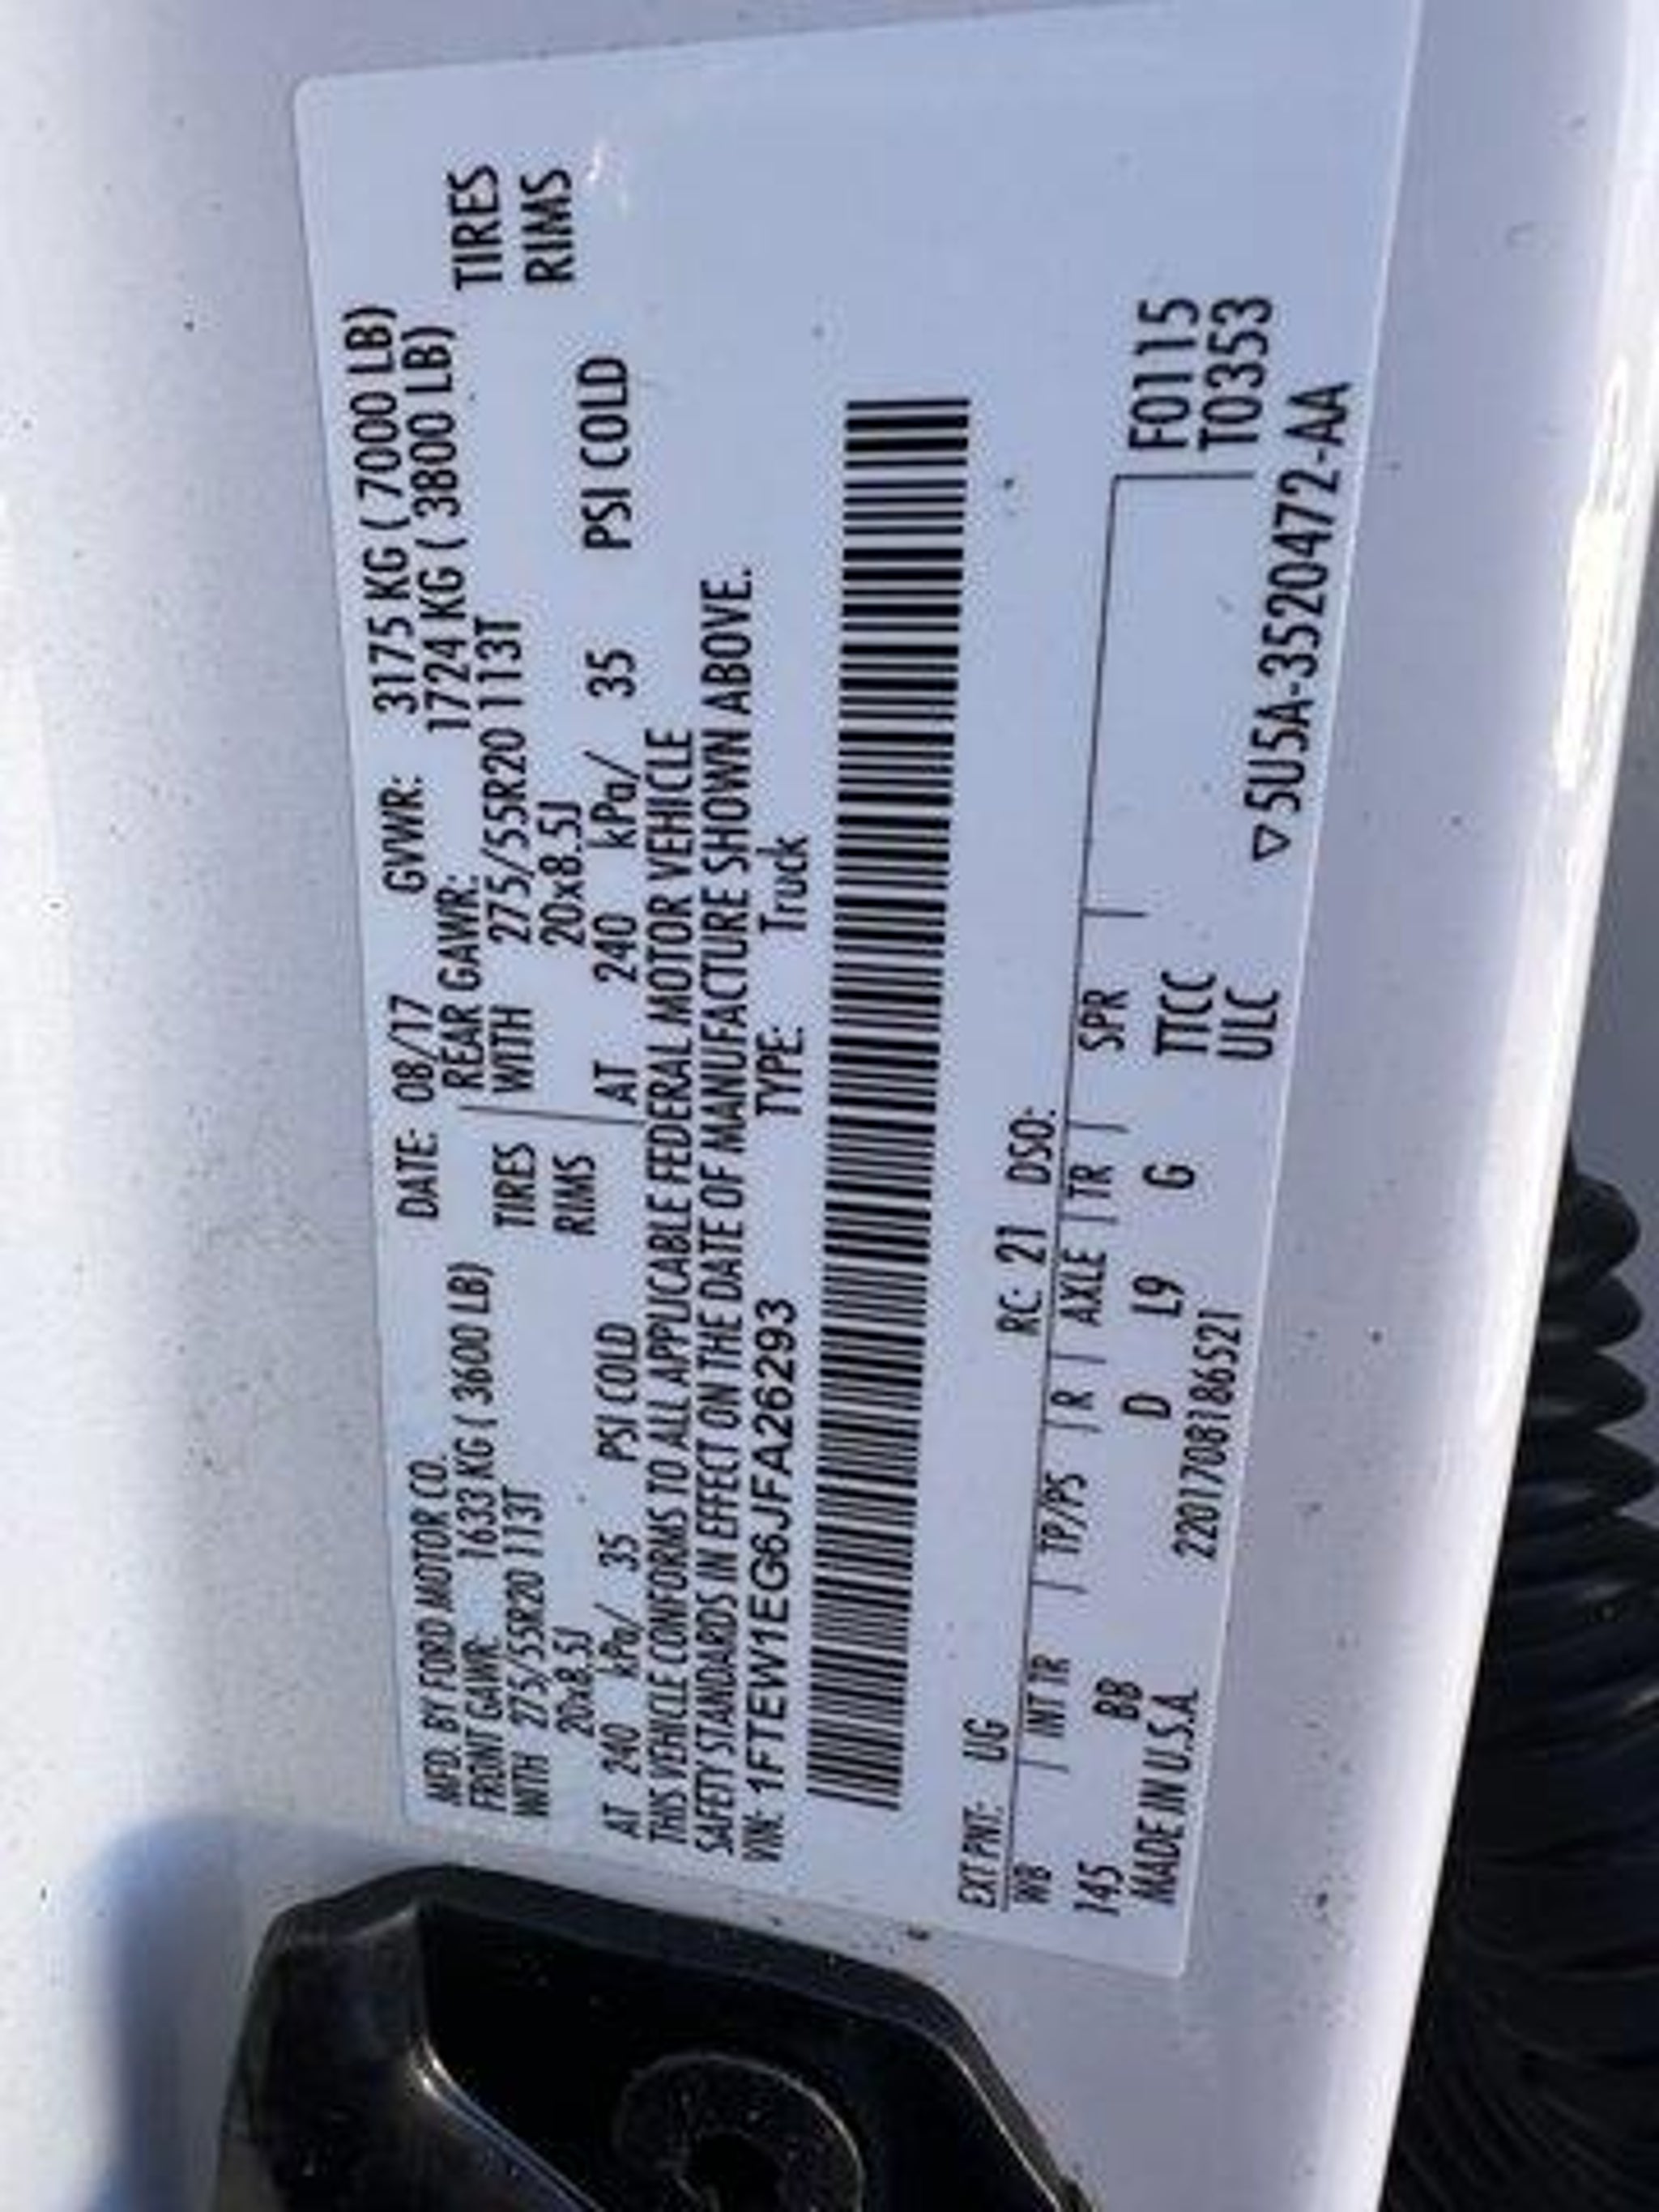 MFD. BY FORD MOTOR CO. DATE: 08/17 GVWR: 3175 KG ( 7000 LB)
FRONT GAWR: 1633 KG ( 3600 LB) REAR GAWR: 1724 KG ( 3800 LB)
WITH 275/55R20 113T TIRES WITH 275/55R20 113T TIRES
20x8.5J RIMS 20x8.5J RIMS
AT 240 kPa/ 35 PSI COLD AT 240 kPa/ 35 PSI COLD
THIS VEHICLE CONFORMS TO ALL APPLICABLE FEDERAL MOTOR VEHICLE
SAFETY STANDARDS IN EFFECT ON THE DATE OF MANUFACTURE SHOWN ABOVE.
VIN: 1FTEW1EG6JFA26293 TYPE: Truck
EXT PNT: UG RC: 21 DSO:
WB | INT TR | TP/PS | R | AXLE | TR | SPR | F0115
145 BB D L9 G TTCC T0353
MADE IN U.S.A. 2201708186521 ULC
▽5U5A-3520472-AA